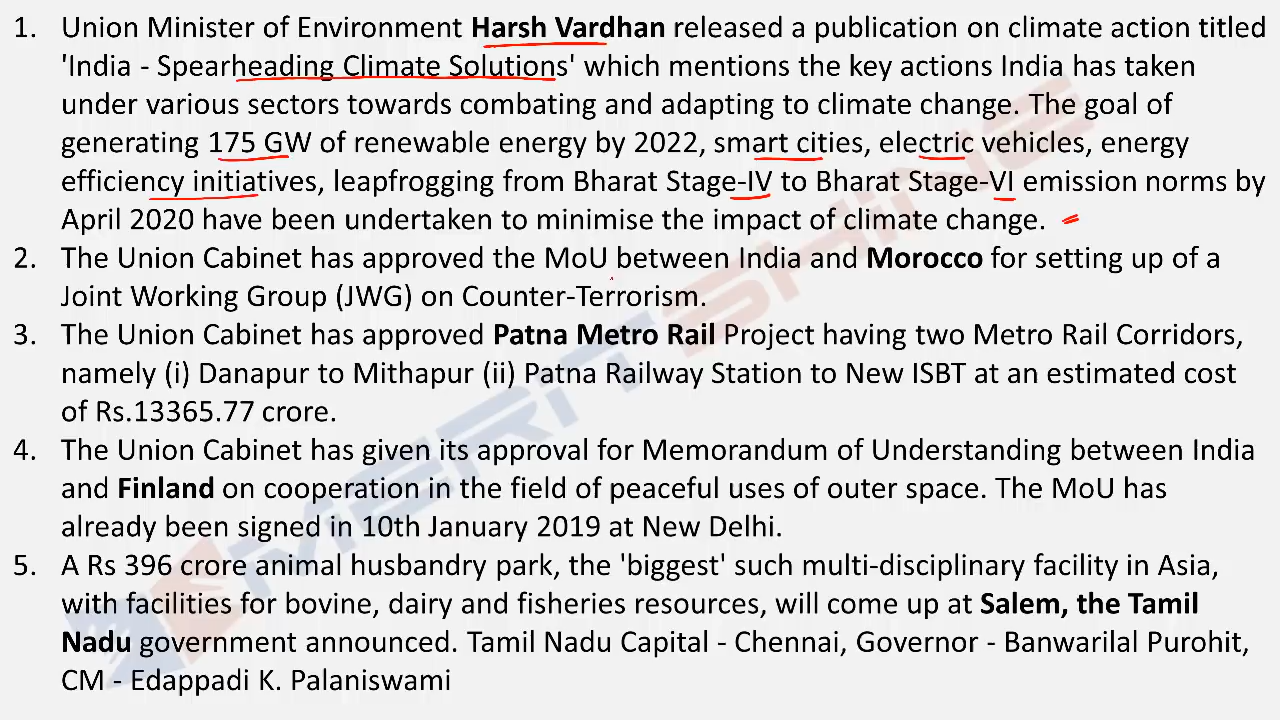 1. Union Minister of Environment Harsh Vardhan released a publication on climate action titled
'India - Spearheading Climate Solutions' which mentions the key actions India has taken
under various sectors towards combating and adapting to climate change. The goal of
generating 175 GW of renewable energy by 2022, smart cities, electric vehicles, energy
efficiency initiatives, leapfrogging from Bharat Stage-IV to Bharat Stage-VI emission norms by
April 2020 have been undertaken to minimise the impact of climate change.
2. The Union Cabinet has approved the MoU between India and Morocco for setting up of a
Joint Working Group (JWG) on Counter-Terrorism.
3. The Union Cabinet has approved Patna Metro Rail Project having two Metro Rail Corridors,
namely (i) Danapur to Mithapur (ii) Patna Railway Station to New ISBT at an estimated cost
of Rs.13365.77 crore.
4. The Union Cabinet has given its approval for Memorandum of Understanding between India
and Finland on cooperation in the field of peaceful uses of outer space. The MoU has
already been signed in 10th January 2019 at New Delhi.
5. A Rs 396 crore animal husbandry park, the 'biggest' such multi-disciplinary facility in Asia,
with facilities for bovine, dairy and fisheries resources, will come up at Salem, the Tamil
Nadu government announced. Tamil Nadu Capital - Chennai, Governor - Banwarilal Purohit,
CM - Edappadi K. Palaniswami
MERITSHINE